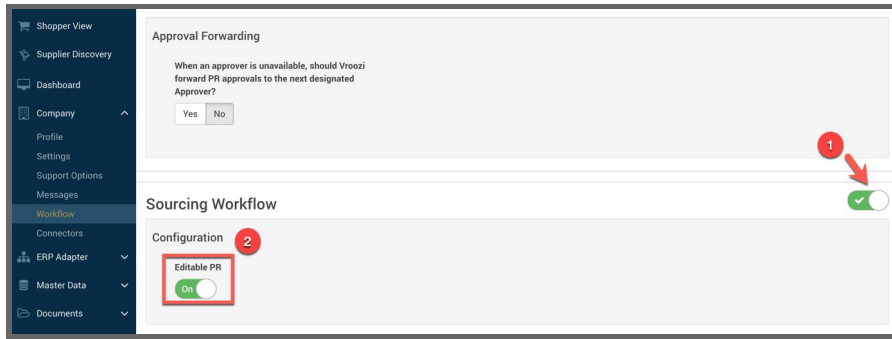 Shopper View
Supplier Discovery
Dashboard
Company
Profile
Settings
Support Options
Messages
Workflow
Connectors
ERP Adapter
Master Data
Documents
Approval Forwarding
When an approver is unavailable, should Vroozi
forward PR approvals to the next designated
Approver?
Yes No
1
Sourcing Workflow
Configuration
2
Editable PR
On